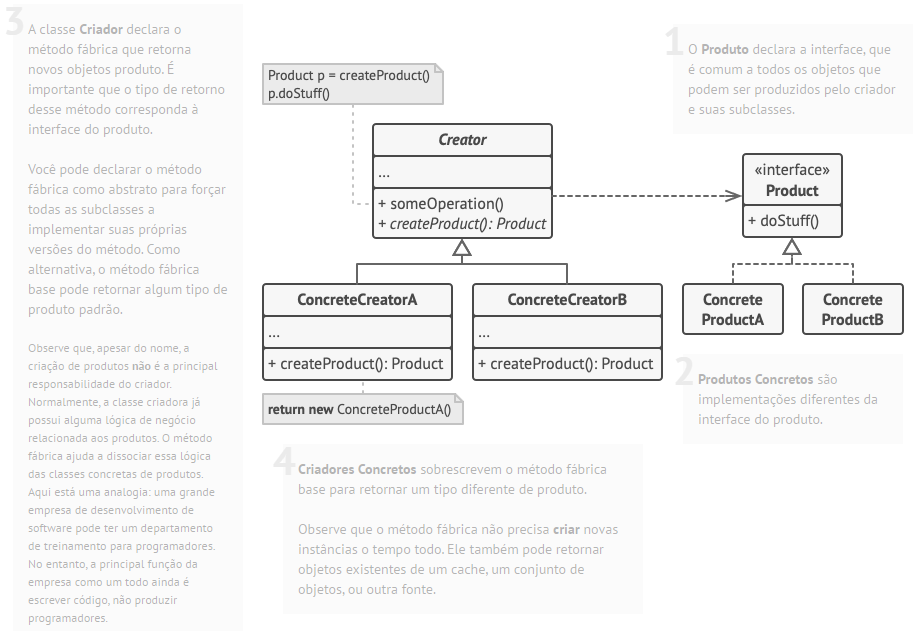 3
A classe Criador declara o
método fábrica que retorna
novos objetos produto. É
importante que o tipo de retorno
desse método corresponda à
interface do produto.
Você pode declarar o método
fábrica como abstrato para forçar
todas as subclasses a
implementar suas próprias
versões do método. Como
alternativa, o método fábrica
base pode retornar algum tipo de
produto padrão.
Observe que, apesar do nome, a
criação de produtos não é a principal
responsabilidade do criador.
Normalmente, a classe criadora já
possui alguma lógica de negócio
relacionada aos produtos. O método
fábrica ajuda a dissociar essa lógica
das classes concretas de produtos.
Aqui está uma analogia: uma grande
empresa de desenvolvimento de
software pode ter um departamento
de treinamento para programadores.
No entanto, a principal função da
empresa como um todo ainda é
escrever código, não produzir
programadores.
Product p = createProduct()
p.doStuff()
Creator
...
+ someOperation()
+ createProduct(): Product
ConcreteCreatorA
...
+ createProduct(): Product
return new ConcreteProductA()
ConcreteCreatorB
...
+ createProduct(): Product
1
O Produto declara a interface, que
é comum a todos os objetos que
podem ser produzidos pelo criador
e suas subclasses.
«interface»
Product
+ doStuff()
Concrete
ProductA
Concrete
ProductB
2
Produtos Concretos são
implementações diferentes da
interface do produto.
4
Criadores Concretos sobrescrevem o método fábrica
base para retornar um tipo diferente de produto.
Observe que o método fábrica não precisa criar novas
instâncias o tempo todo. Ele também pode retornar
objetos existentes de um cache, um conjunto de
objetos, ou outra fonte.